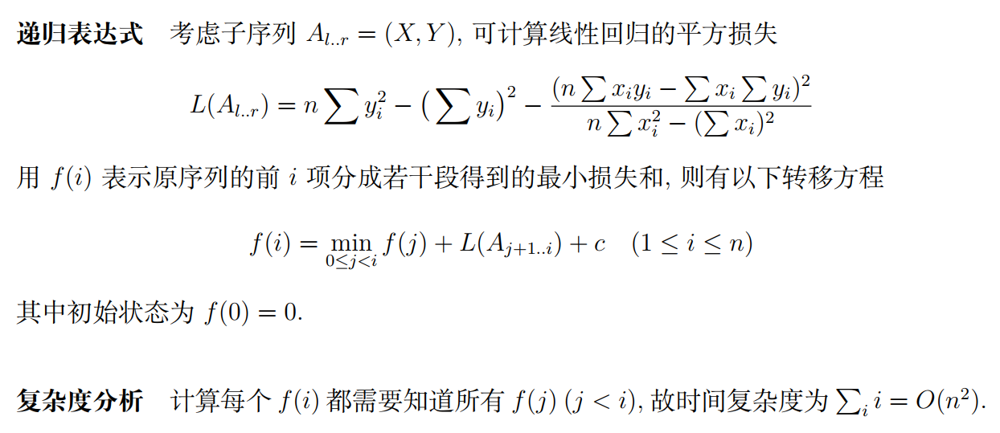 递归表达式 考虑子序列 $A_{l..r} = (X, Y)$, 可计算线性回归的平方损失
$L(A_{l..r}) = n \sum y_i^2 - \left(\sum y_i\right)^2 - \frac{(n \sum x_i y_i - \sum x_i \sum y_i)^2}{n \sum x_i^2 - (\sum x_i)^2}$
用 $f(i)$ 表示原序列的前 $i$ 项分成若干段得到的最小损失和, 则有以下转移方程
$f(i) = \min_{0 \leq j < i} f(j) + L(A_{j+1..i}) + c \quad (1 \leq i \leq n)$
其中初始状态为 $f(0) = 0$.
复杂度分析 计算每个 $f(i)$ 都需要知道所有 $f(j)$ $(j < i)$, 故时间复杂度为 $\sum_i i = O(n^2)$.